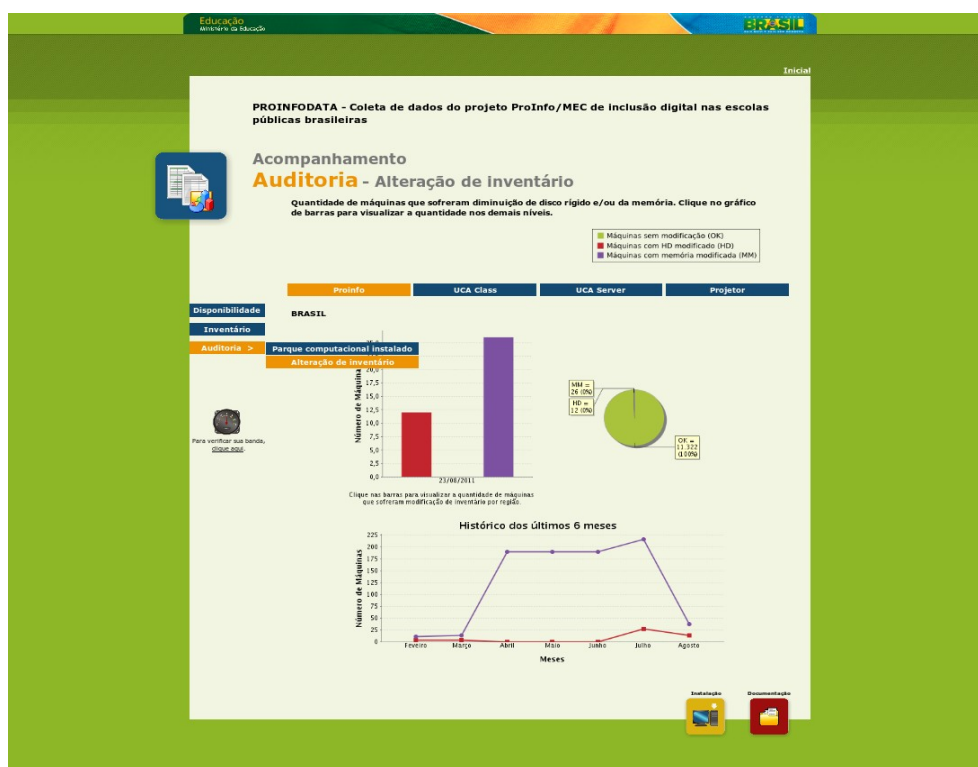 Educação
Ministério da Educação
BRASIL
Inicial
PROINFODATA - Coleta de dados do projeto ProInfo/MEC de inclusão digital nas escolas
públicas brasileiras
Acompanhamento
Auditoria - Alteração de inventário
Quantidade de máquinas que sofreram diminuição de disco rígido e/ou da memória. Clique no gráfico
de barras para visualizar a quantidade nos demais níveis.
Máquinas sem modificação (OK)
Máquinas com HD modificado (HD)
Máquinas com memória modificada (MM)
Proinfo UCA Class UCA Server Projetor
Disponibilidade
Inventário
Auditoria >
Parque computacional instalado
Alteração de inventário
BRASIL
Número de Máquina
20,0
17,5
15,0
12,5
10,0
7,5
5,0
2,5
0,0
23/08/2011
Clique nas barras para visualizar a quantidade de máquinas
que sofreram modificação de inventário por região.
MM =
26 (0%)
HD =
12 (0%)
OK =
11.322
(100%)
Para verificar sua banda,
clique aqui.
Histórico dos últimos 6 meses
Número de Máquinas
225
200
175
150
125
100
75
50
25
0
Feveiro Março Abril Maio Junho Julho Agosto
Meses
Instalação
Documentação